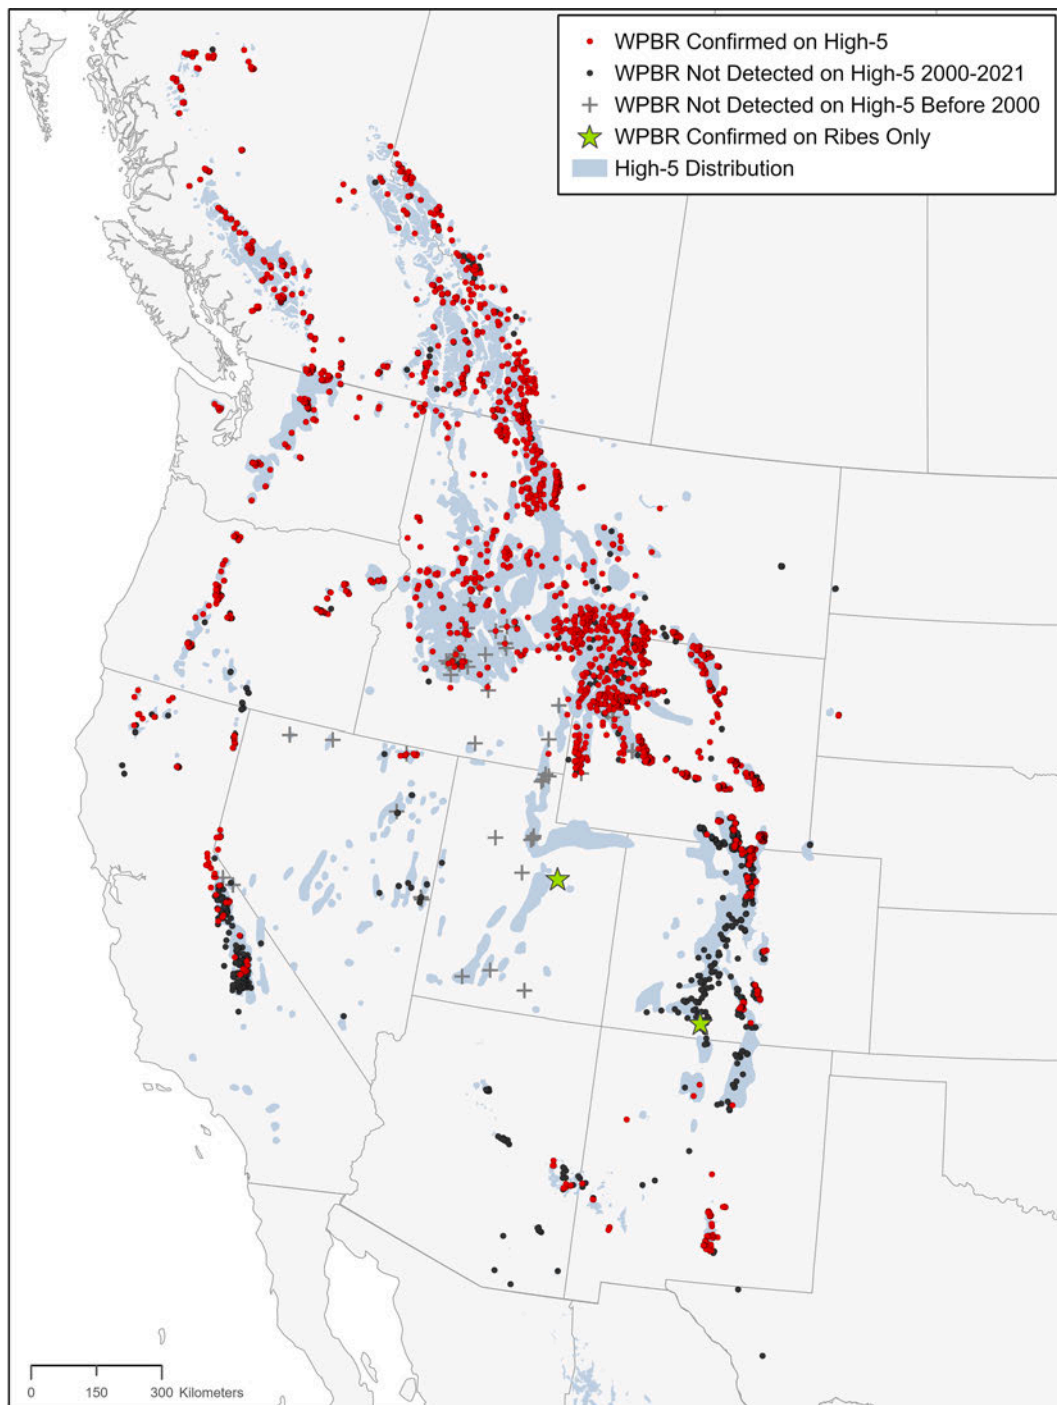 WPBR Confirmed on High-5
WPBR Not Detected on High-5 2000-2021
WPBR Not Detected on High-5 Before 2000
WPBR Confirmed on Ribes Only
High-5 Distribution
0 150 300 Kilometers